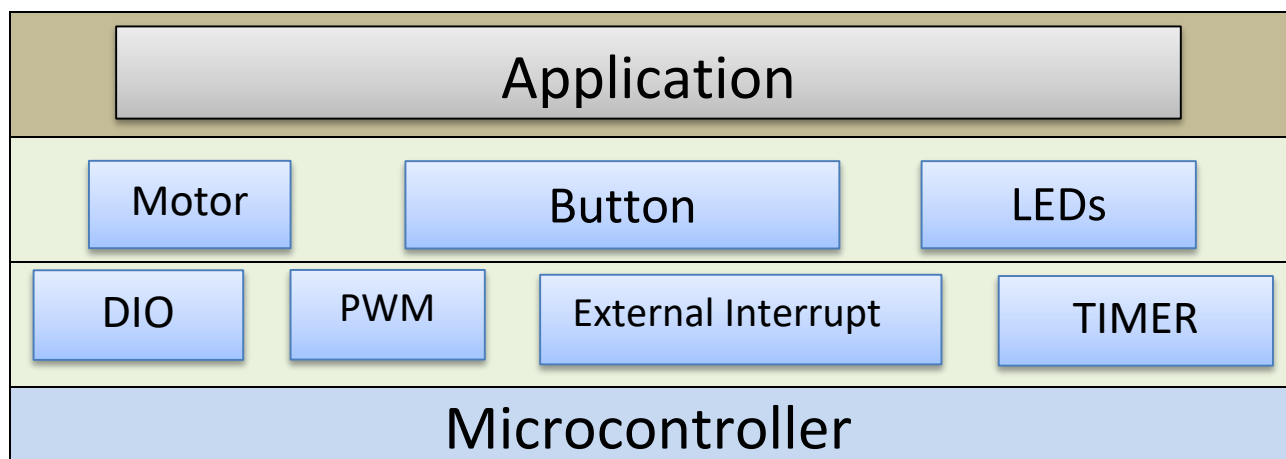 Application
Motor
Button
LEDs
DIO
PWM
External Interrupt
TIMER
Microcontroller